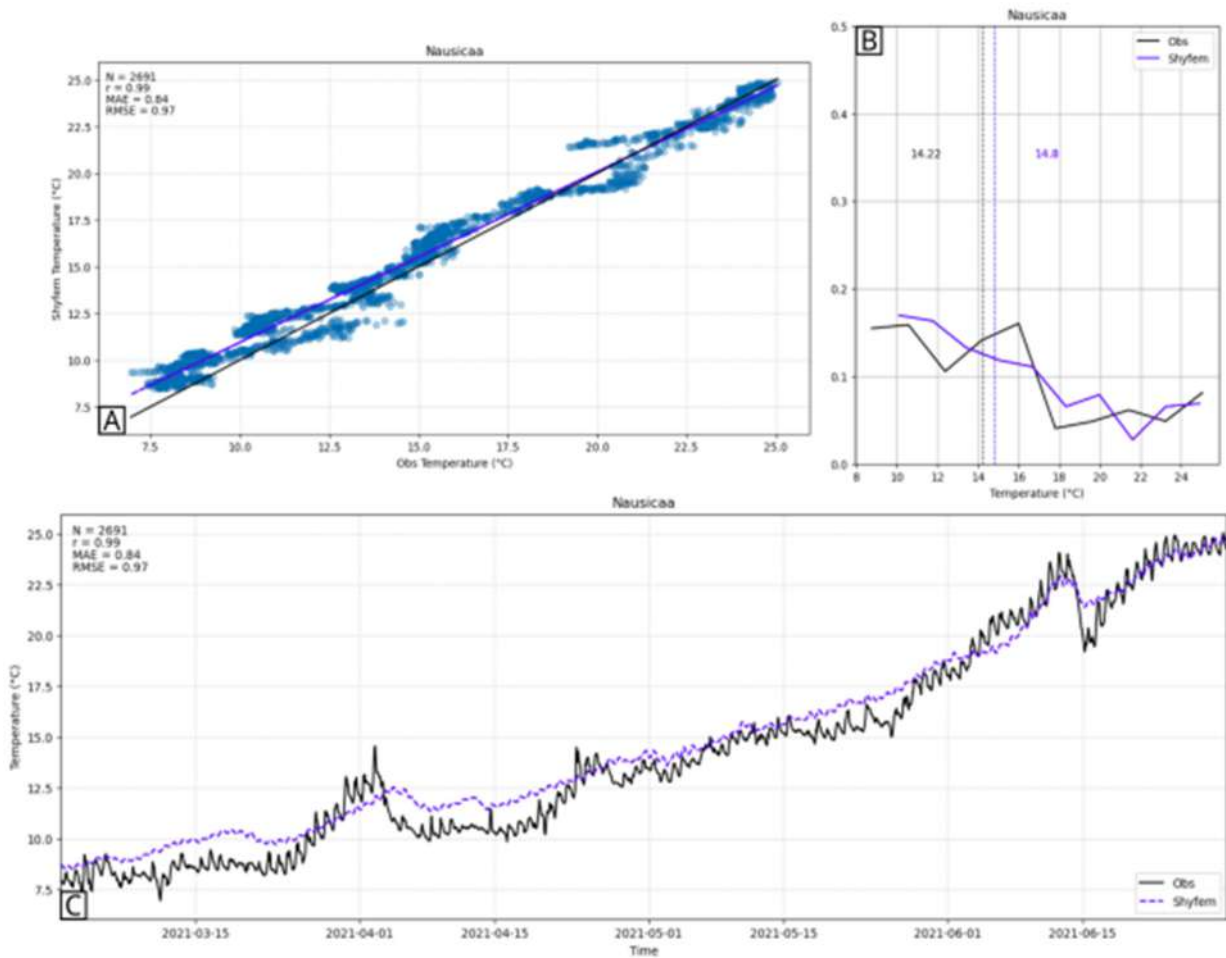 Nausicaa
N = 2691
r = 0.99
MAE = 0.84
RMSE = 0.97
25.0
22.5
20.0
17.5
15.0
12.5
10.0
7.5
Shyfem Temperature (°C)
A
7.5 10.0 12.5 15.0 17.5 20.0 22.5 25.0
Obs Temperature (°C)
Nausicaa
B
Obs
Shyfem
0.5
0.4
0.3
0.2
0.1
0.0
14.22 14.8
8 10 12 14 16 18 20 22 24
Temperature (°C)
Nausicaa
N = 2691
r = 0.99
MAE = 0.84
RMSE = 0.97
25.0
22.5
20.0
17.5
15.0
12.5
10.0
7.5
Temperature (°C)
C
Obs
Shyfem
2021-03-15 2021-04-01 2021-04-15 2021-05-01 2021-05-15 2021-06-01 2021-06-15
Time